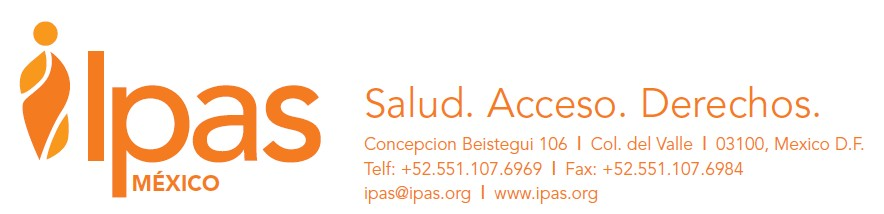 Ipas
MÉXICO
Salud. Acceso. Derechos.
Concepcion Beistegui 106 I Col. del Valle I 03100, Mexico D.F.
Telf: +52.551.107.6969 I Fax: +52.551.107.6984
ipas@ipas.org I www.ipas.org